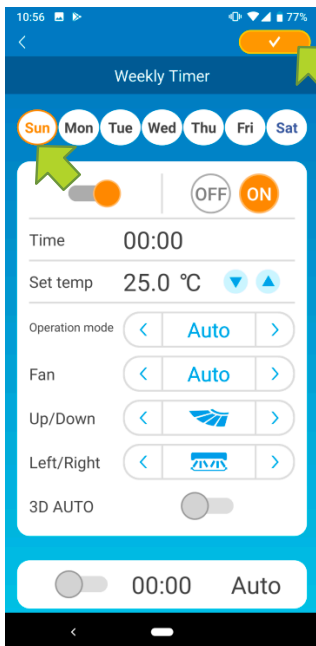 10:56 77%
Weekly Timer
Sun Mon Tue Wed Thu Fri Sat
OFF ON
Time 00:00
Set temp 25.0 ℃
Operation mode Auto
Fan Auto
Up/Down
Left/Right
3D AUTO
00:00 Auto